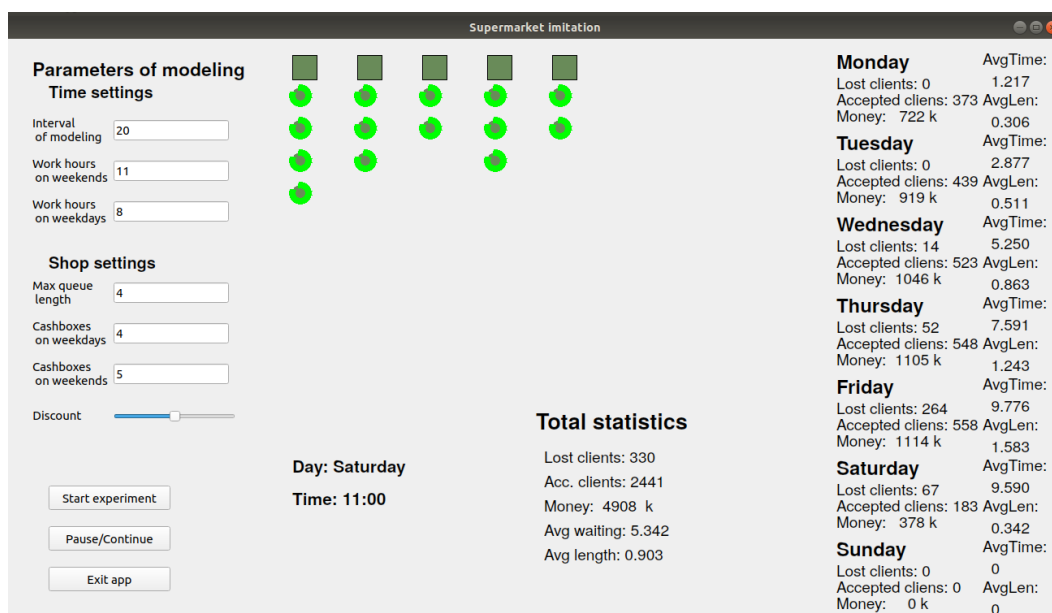 Supermarket imitation
Parameters of modeling
Time settings
Interval
of modeling
20
Work hours
on weekends
11
Work hours
on weekdays
8
Shop settings
Max queue
length
4
Cashboxes
on weekdays
4
Cashboxes
on weekends
5
Discount
Start experiment
Pause/Continue
Exit app
Day: Saturday
Time: 11:00
Total statistics
Lost clients: 330
Acc. clients: 2441
Money: 4908 k
Avg waiting: 5.342
Avg length: 0.903
Monday AvgTime:
Lost clients: 0 1.217
Accepted cliens: 373 AvgLen:
Money: 722 k 0.306
Tuesday AvgTime:
Lost clients: 0 2.877
Accepted cliens: 439 AvgLen:
Money: 919 k 0.511
Wednesday AvgTime:
Lost clients: 14 5.250
Accepted cliens: 523 AvgLen:
Money: 1046 k 0.863
Thursday AvgTime:
Lost clients: 52 7.591
Accepted cliens: 548 AvgLen:
Money: 1105 k 1.243
Friday AvgTime:
Lost clients: 264 9.776
Accepted cliens: 558 AvgLen:
Money: 1114 k 1.583
Saturday AvgTime:
Lost clients: 67 9.590
Accepted cliens: 183 AvgLen:
Money: 378 k 0.342
Sunday AvgTime:
Lost clients: 0 0
Accepted cliens: 0 AvgLen:
Money: 0 k 0